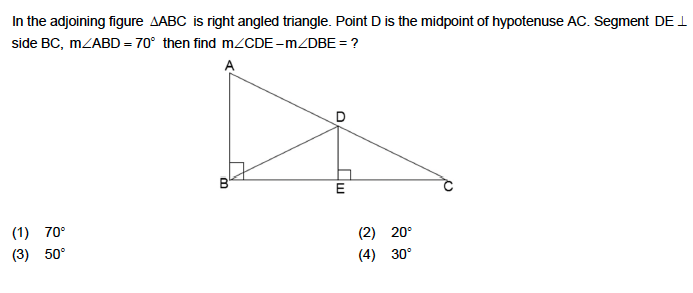 In the adjoining figure ΔABC is right angled triangle. Point D is the midpoint of hypotenuse AC. Segment DE ⊥
side BC, m∠ABD = 70° then find m∠CDE – m∠DBE = ?
A
D
B
E
C
(1) 70° (2) 20°
(3) 50° (4) 30°